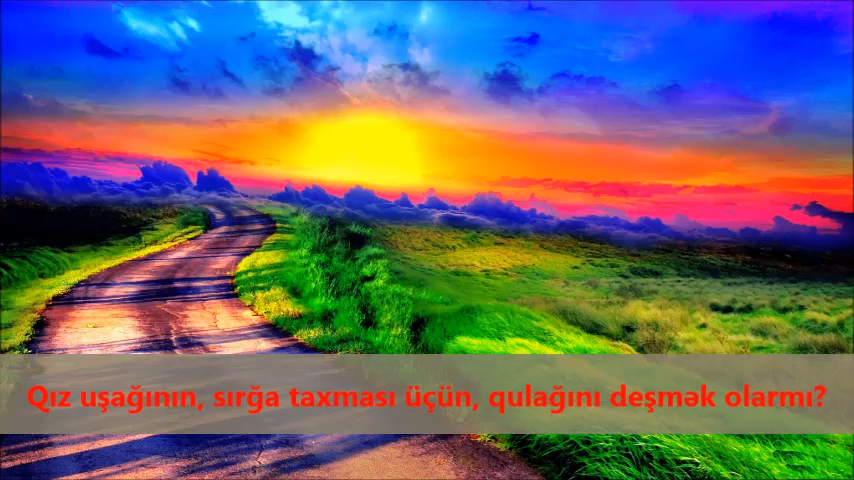 Qız uşağının, sırğa taxması üçün, qulağını deşmək olarmı?